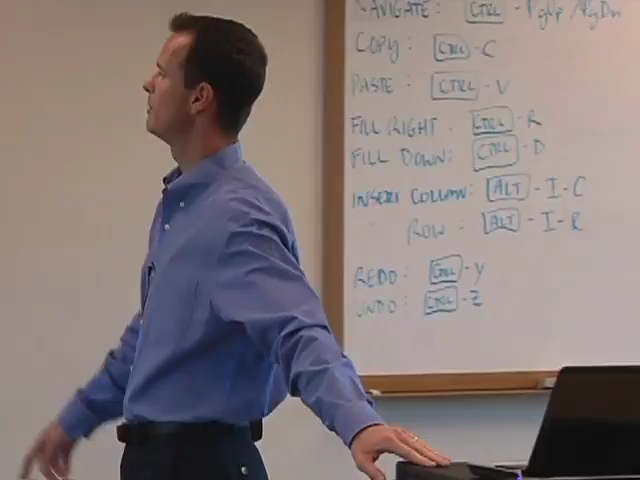 NAVIGATE: CTRL - PgUp/PgDn
COPY: CTRL - C
PASTE: CTRL - V
FILL RIGHT: CTRL - R
FILL DOWN: CTRL - D
INSERT COLUMN: ALT - I - C
" ROW: ALT - I - R
REDO: CTRL - Y
UNDO: CTRL - Z